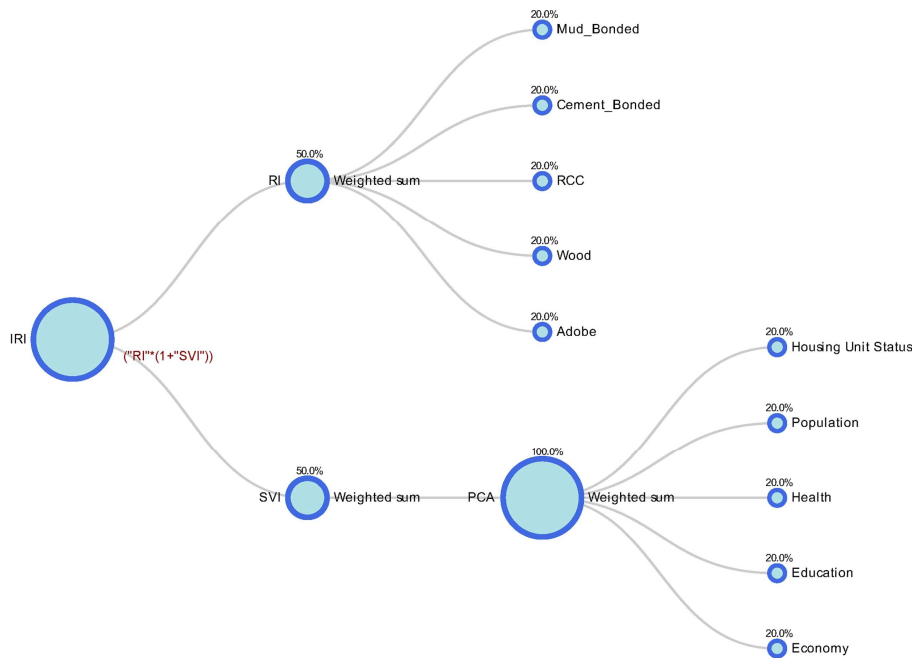 20.0%
Mud_Bonded
20.0%
Cement_Bonded
50.0%
RI
Weighted sum
20.0%
RCC
20.0%
Wood
20.0%
Adobe
IRI
("RI"*(1+"SVI"))
20.0%
Housing Unit Status
20.0%
Population
50.0%
SVI
Weighted sum
100.0%
PCA
Weighted sum
20.0%
Health
20.0%
Education
20.0%
Economy